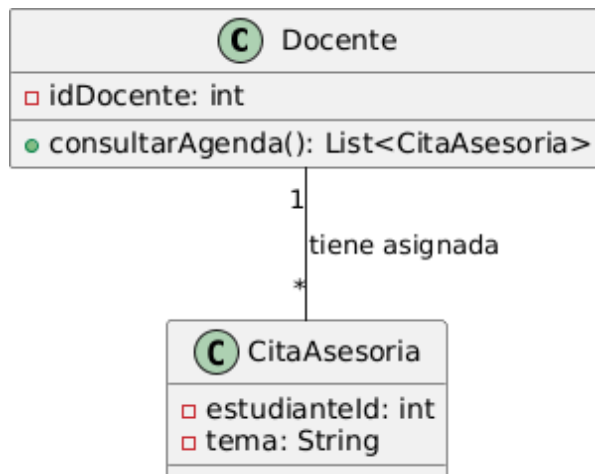 C Docente
idDocente: int
consultarAgenda(): List<CitaAsesoria>
1
tiene asignada
*
C CitaAsesoria
estudianteId: int
tema: String